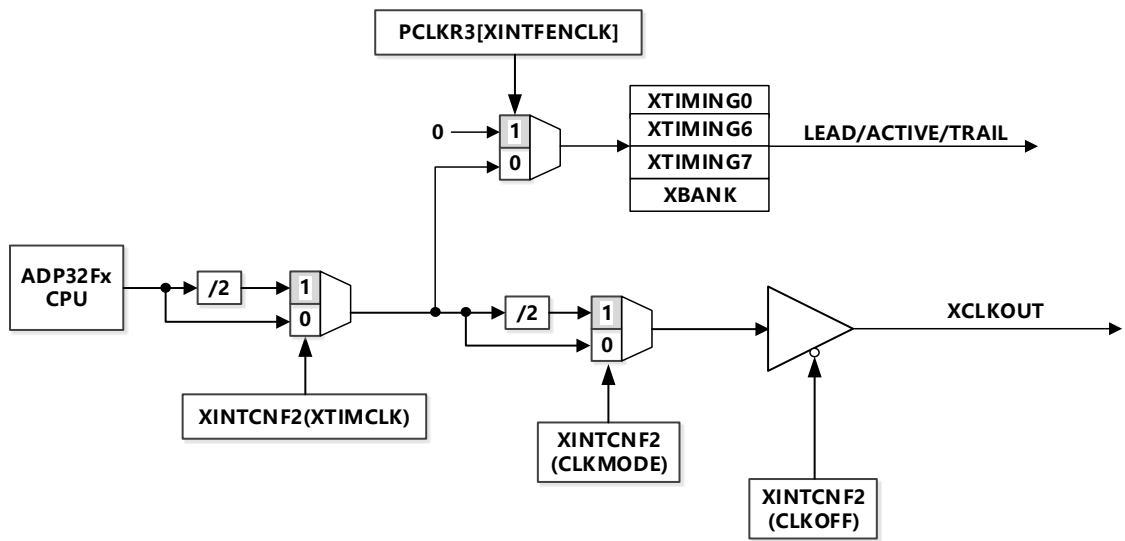 PCLKR3[XINTFENCLK]
0
1
0
XTIMING0
XTIMING6
XTIMING7
XBANK
LEAD/ACTIVE/TRAIL
ADP32Fx
CPU
/2
1
0
/2
1
0
XCLKOUT
XINTCNF2(XTIMCLK)
XINTCNF2
(CLKMODE)
XINTCNF2
(CLKOFF)